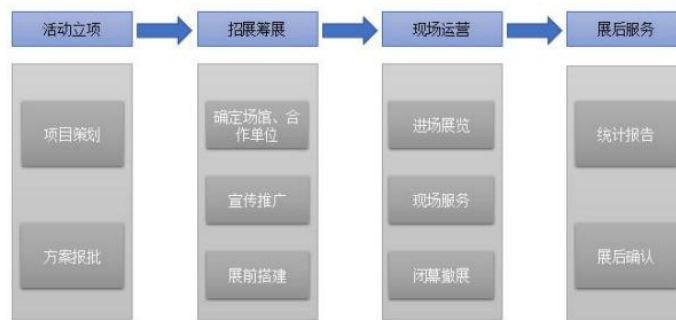 活动立项
招展筹展
现场运营
展后服务
项目策划
方案报批
确定场馆、合
作单位
宣传推广
展前搭建
进场展览
现场服务
闭幕撤展
统计报告
展后确认